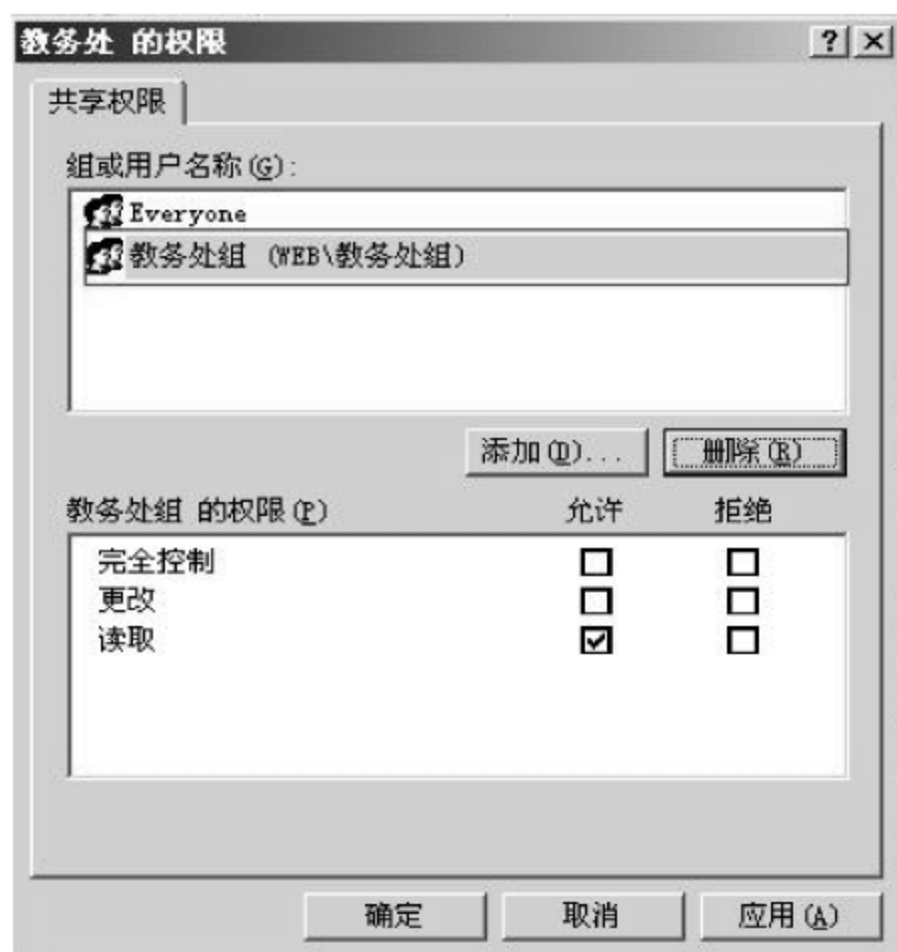 教务处 的权限
共享权限
组或用户名称(G):
Everyone
教务处组 (WEB\教务处组)
添加(D)... 删除(R)
教务处组 的权限(P) 允许 拒绝
完全控制
更改
读取
确定 取消 应用(A)